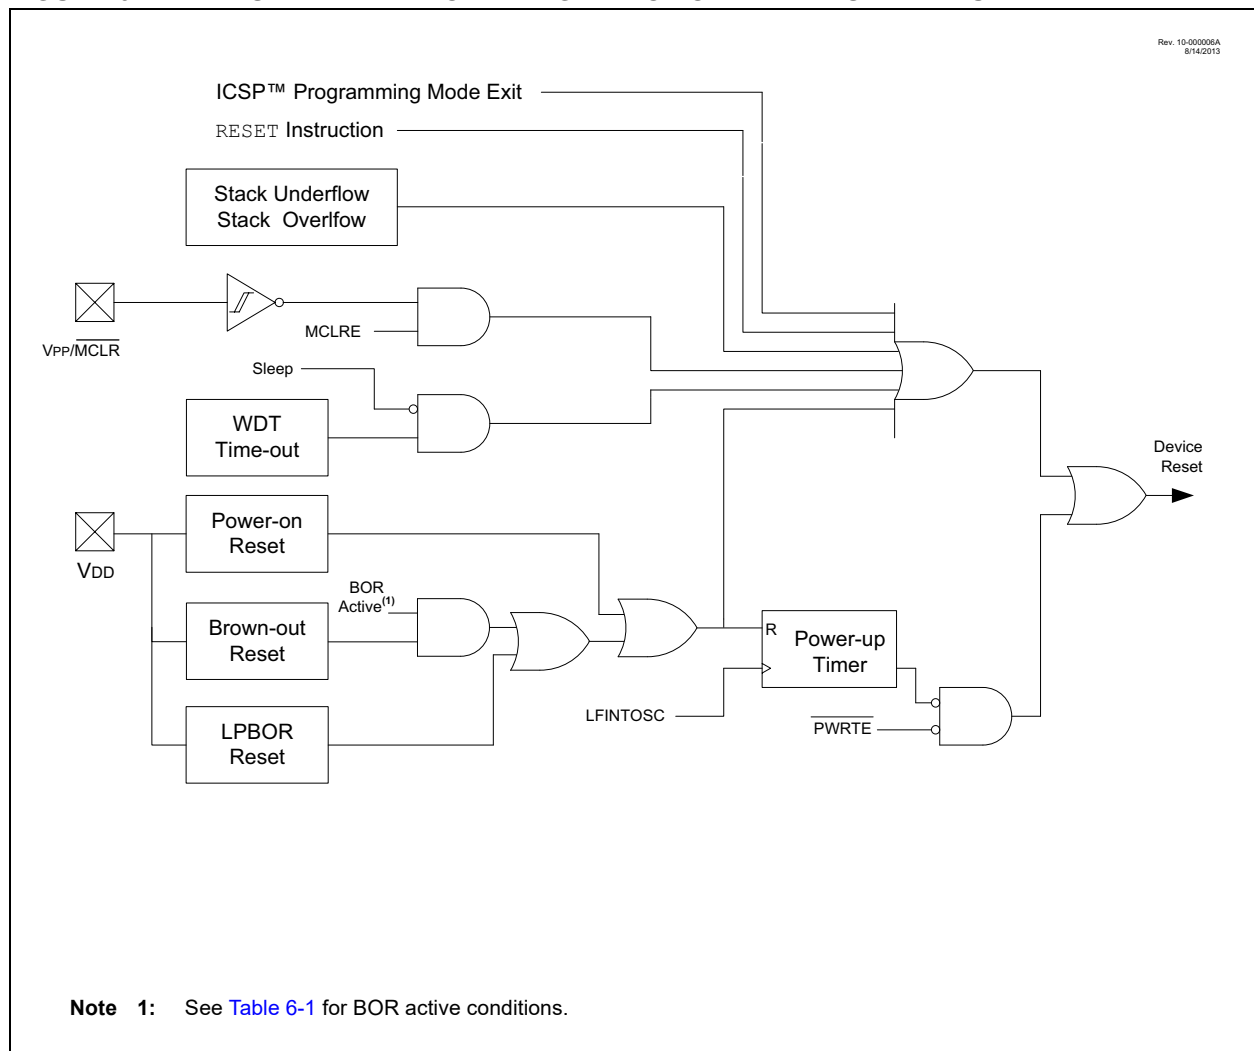 Rev. 10-000006A
8/14/2013
ICSP™ Programming Mode Exit
RESET Instruction
Stack Underflow
Stack Overlfow
VPP/MCLR
MCLRE
Sleep
WDT
Time-out
Device
Reset
VDD
Power-on
Reset
BOR
Active(1)
Brown-out
Reset
R
Power-up
Timer
LFINTOSC
PWRTE
LPBOR
Reset
Note 1: See Table 6-1 for BOR active conditions.